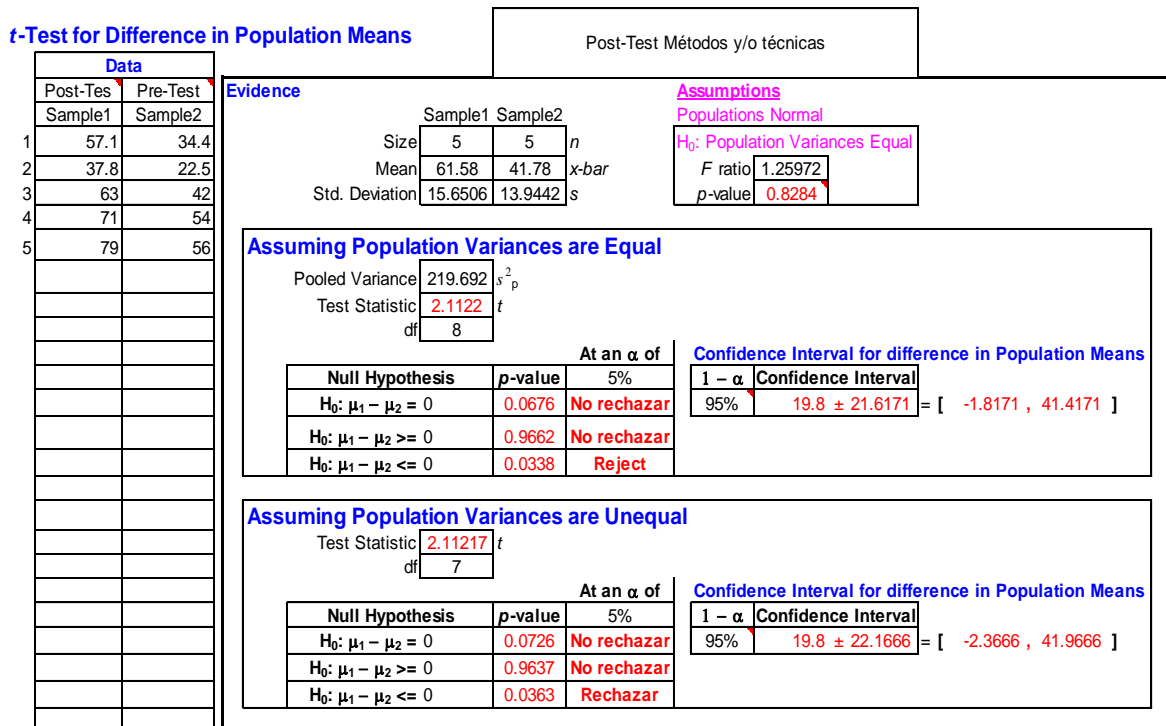 t-Test for Difference in Population Means
Post-Test Métodos y/o técnicas
Data
Post-Tes Pre-Test
Sample1 Sample2
1 57.1 34.4
2 37.8 22.5
3 63 42
4 71 54
5 79 56
Evidence
Sample1 Sample2
Size 5 5 n
Mean 61.58 41.78 x-bar
Std. Deviation 15.6506 13.9442 s
Assumptions
Populations Normal
H₀: Population Variances Equal
F ratio 1.25972
p-value 0.8284
Assuming Population Variances are Equal
Pooled Variance 219.692 s²p
Test Statistic 2.1122 t
df 8
At an α of
Null Hypothesis p-value 5%
H₀: μ₁ − μ₂ = 0 0.0676 No rechazar
H₀: μ₁ − μ₂ >= 0 0.9662 No rechazar
H₀: μ₁ − μ₂ <= 0 0.0338 Reject
Confidence Interval for difference in Population Means
1 − α Confidence Interval
95% 19.8 ± 21.6171 = [ -1.8171 , 41.4171 ]
Assuming Population Variances are Unequal
Test Statistic 2.11217 t
df 7
At an α of
Null Hypothesis p-value 5%
H₀: μ₁ − μ₂ = 0 0.0726 No rechazar
H₀: μ₁ − μ₂ >= 0 0.9637 No rechazar
H₀: μ₁ − μ₂ <= 0 0.0363 Rechazar
Confidence Interval for difference in Population Means
1 − α Confidence Interval
95% 19.8 ± 22.1666 = [ -2.3666 , 41.9666 ]